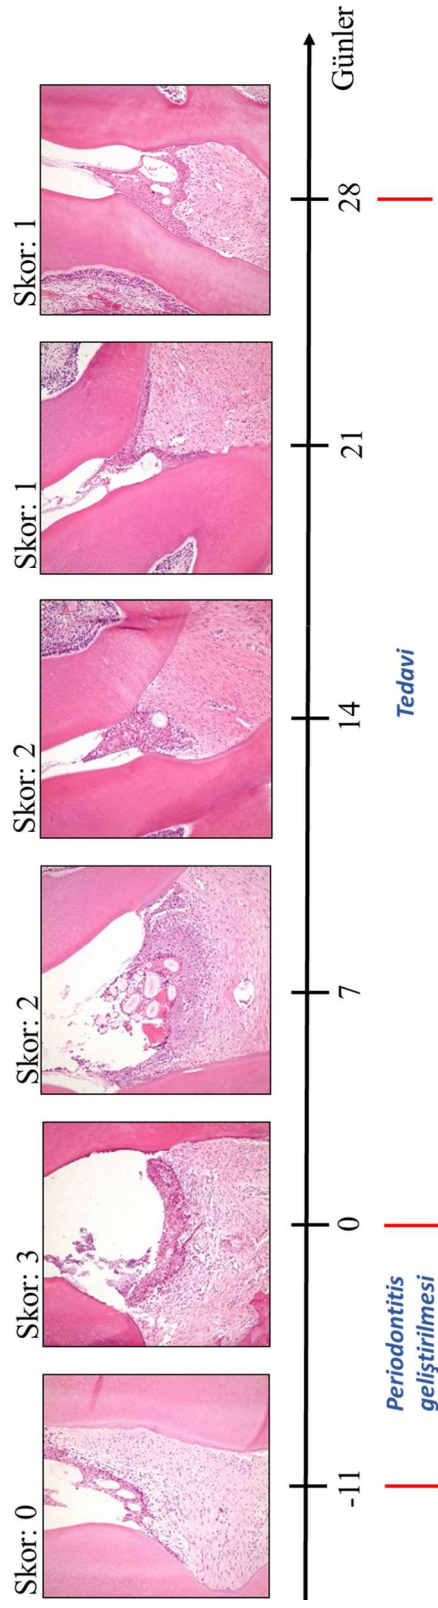 Skor: 0
Skor: 3
Skor: 2
Skor: 2
Skor: 1
Skor: 1
-11
0
7
14
21
28
Günler
Periodontitis
geliştirilmesi
Tedavi